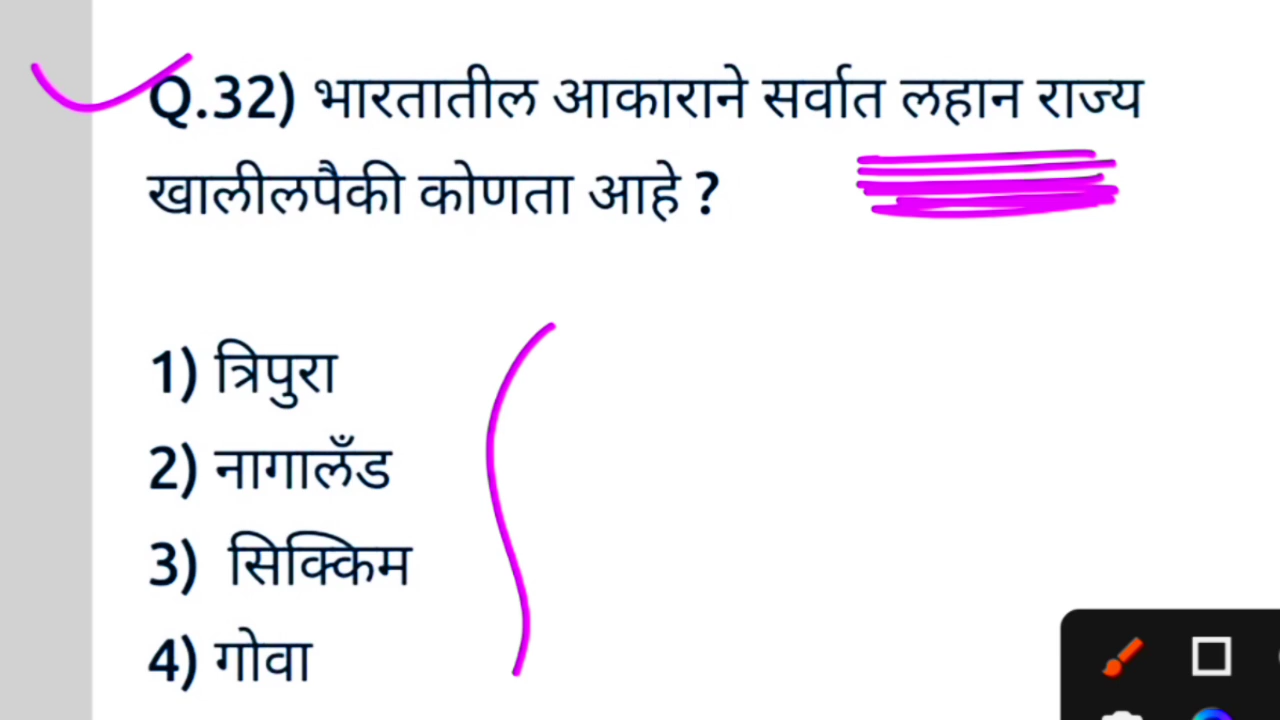 Q.32) भारतातील आकाराने सर्वात लहान राज्य
खालीलपैकी कोणता आहे ?
1) त्रिपुरा
2) नागालँड
3) सिक्किम
4) गोवा